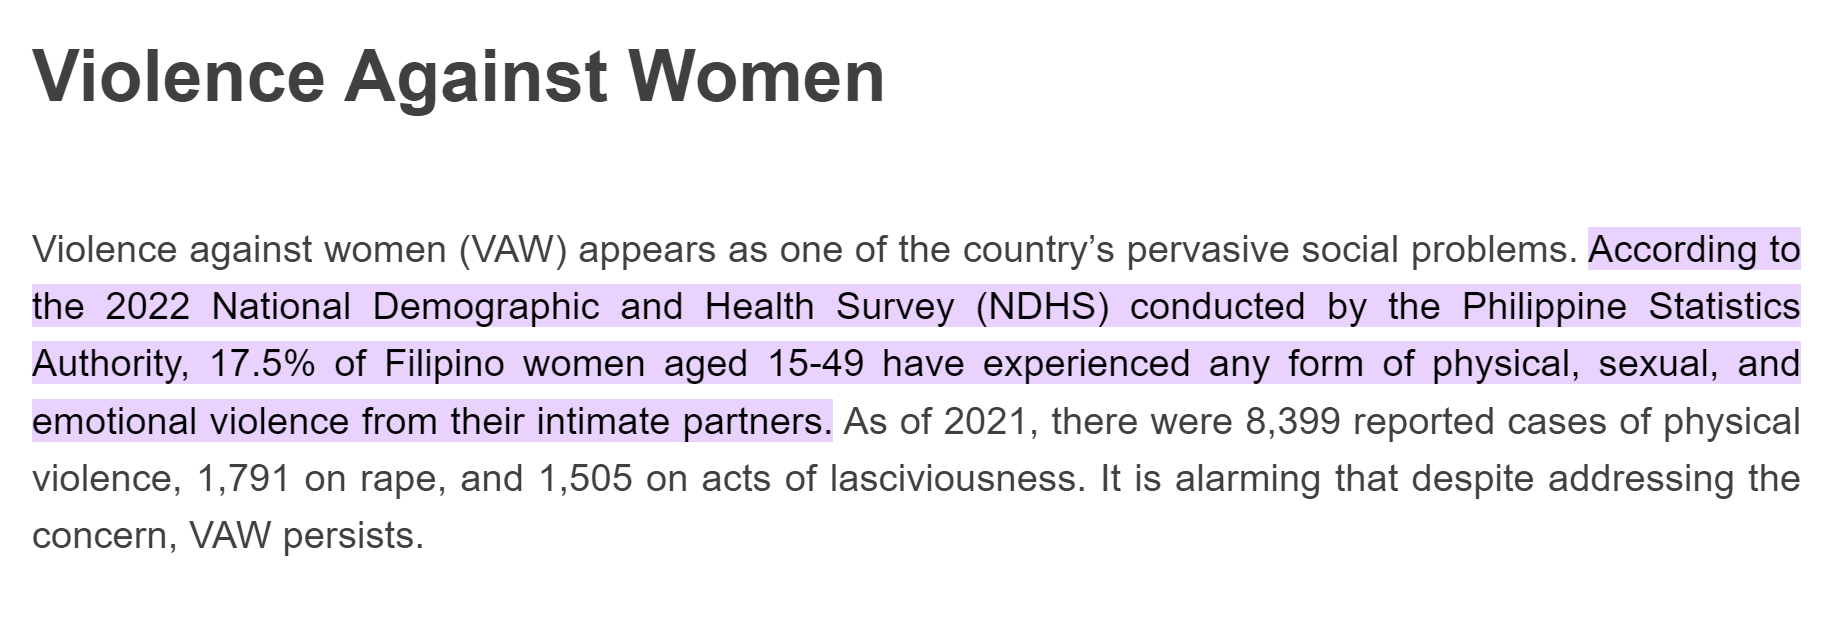 Violence Against Women
Violence against women (VAW) appears as one of the country’s pervasive social problems. According to
the 2022 National Demographic and Health Survey (NDHS) conducted by the Philippine Statistics
Authority, 17.5% of Filipino women aged 15-49 have experienced any form of physical, sexual, and
emotional violence from their intimate partners. As of 2021, there were 8,399 reported cases of physical
violence, 1,791 on rape, and 1,505 on acts of lasciviousness. It is alarming that despite addressing the
concern, VAW persists.